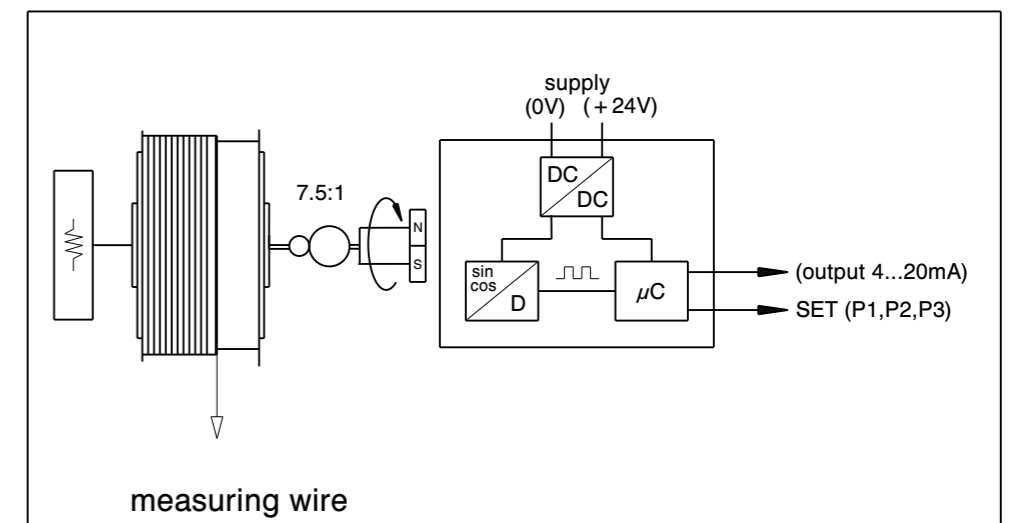 supply
(0V) (+24V)
DC
DC
7.5:1
N
S
sin
cos
D
µC
(output 4...20mA)
SET (P1,P2,P3)
measuring wire